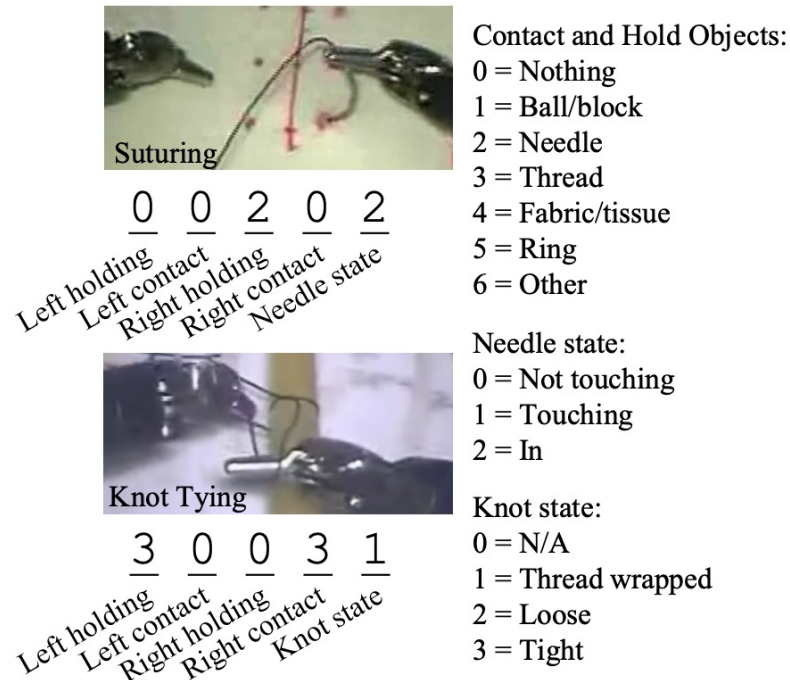 Suturing
0 0 2 0 2
Left holding
Left contact
Right holding
Right contact
Needle state
Knot Tying
3 0 0 3 1
Left holding
Left contact
Right holding
Right contact
Knot state
Contact and Hold Objects:
0 = Nothing
1 = Ball/block
2 = Needle
3 = Thread
4 = Fabric/tissue
5 = Ring
6 = Other
Needle state:
0 = Not touching
1 = Touching
2 = In
Knot state:
0 = N/A
1 = Thread wrapped
2 = Loose
3 = Tight